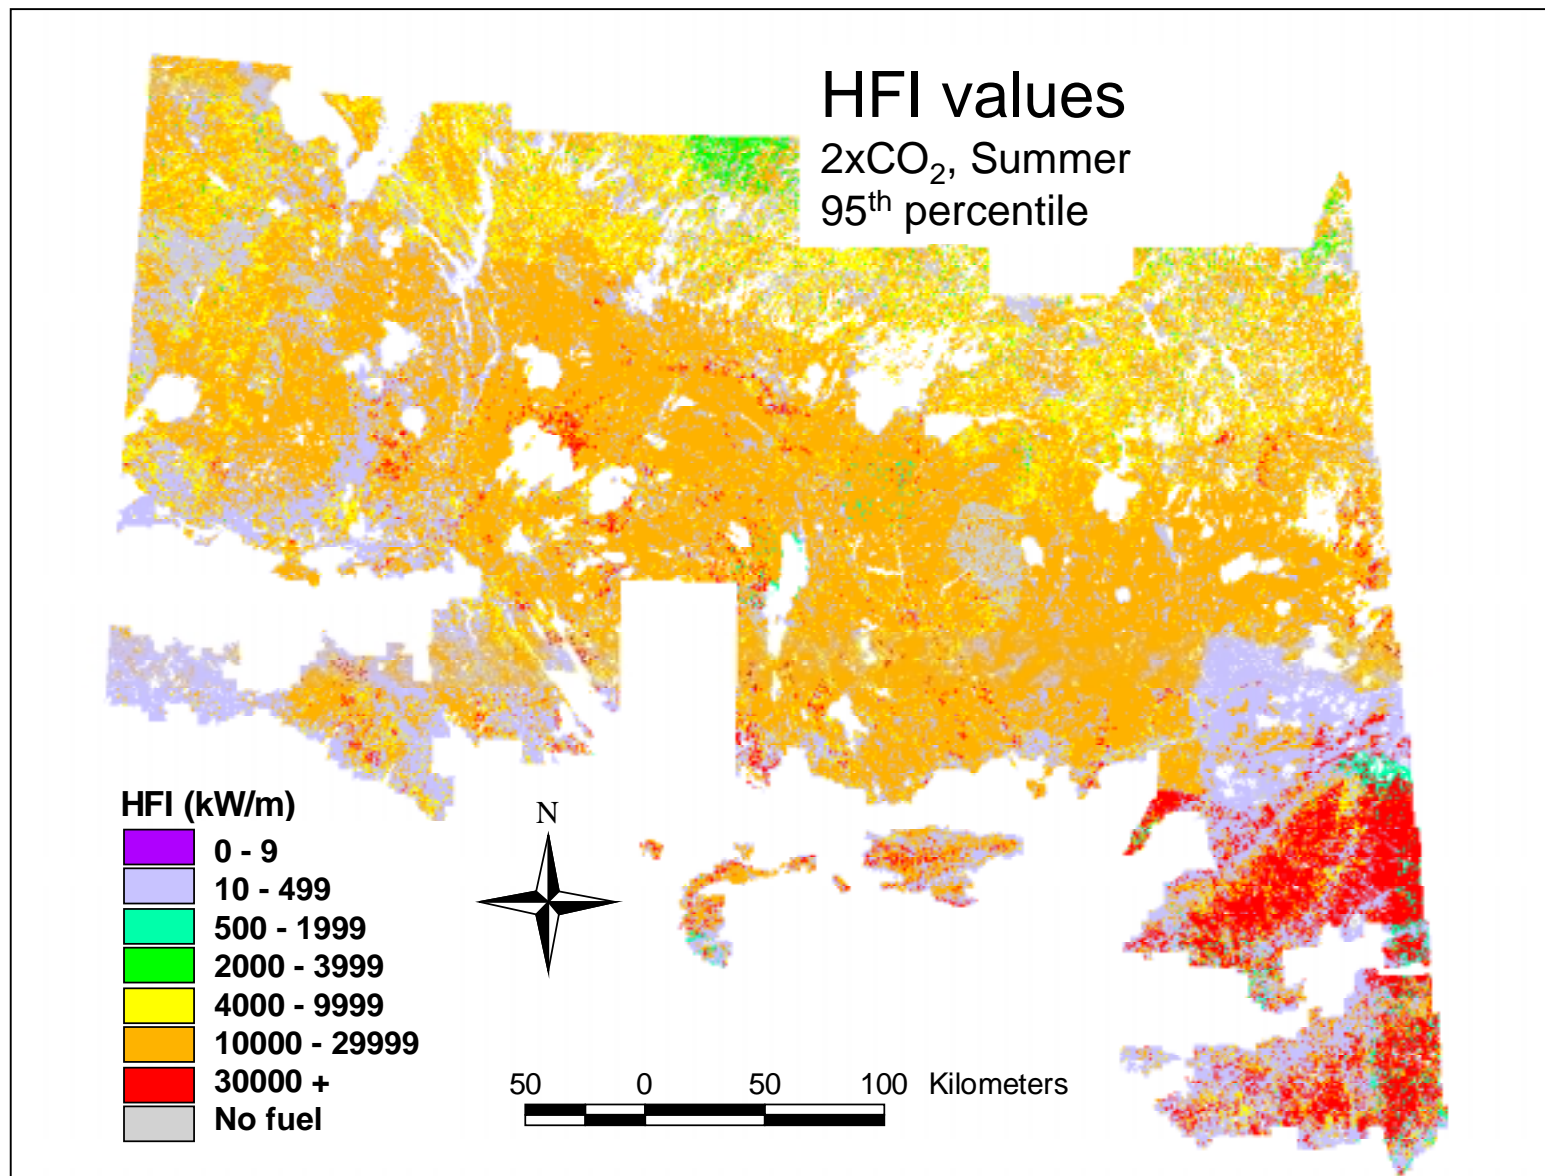 HFI values
2xCO₂, Summer
95ᵗʰ percentile
HFI (kW/m)
0 - 9
10 - 499
500 - 1999
2000 - 3999
4000 - 9999
10000 - 29999
30000 +
No fuel
N
50 0 50 100 Kilometers